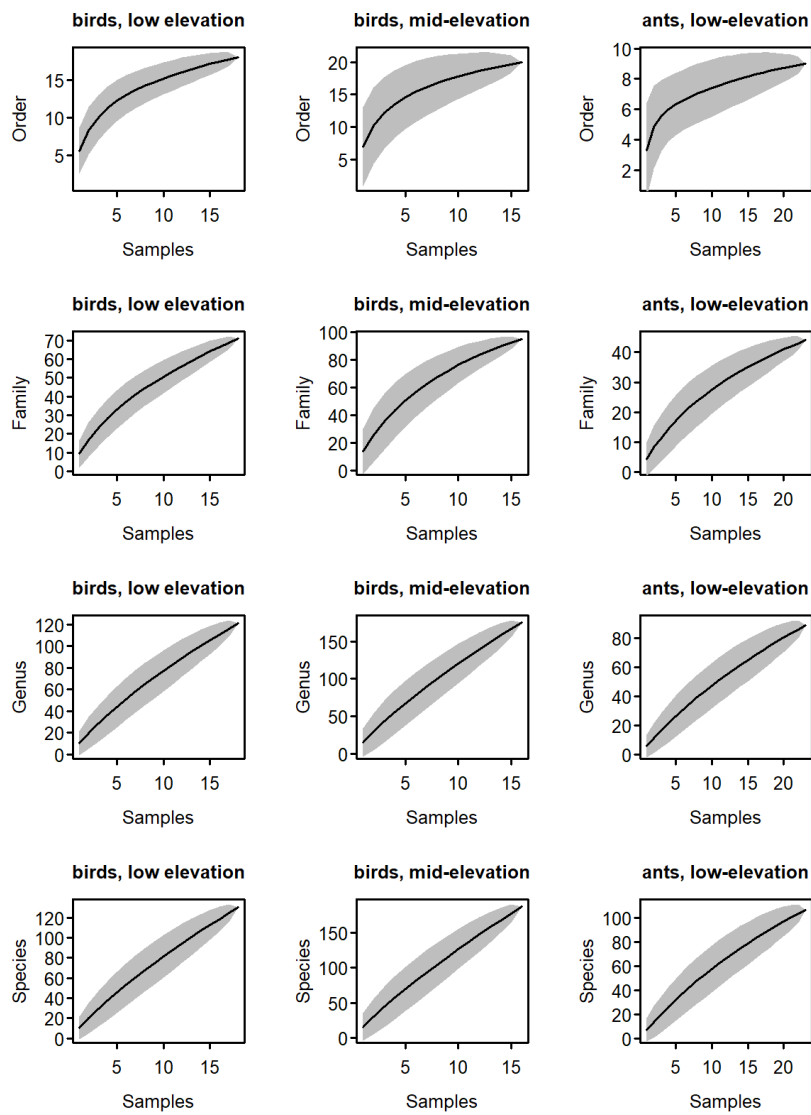 birds, low elevation
Order
15
10
5
5 10 15
Samples
birds, mid-elevation
Order
20
15
10
5
5 10 15
Samples
ants, low-elevation
Order
10
8
6
4
2
5 10 15 20
Samples
birds, low elevation
Family
70
60
50
40
30
20
10
0
5 10 15
Samples
birds, mid-elevation
Family
100
80
60
40
20
0
5 10 15
Samples
ants, low-elevation
Family
40
30
20
10
0
5 10 15 20
Samples
birds, low elevation
Genus
120
100
80
60
40
20
0
5 10 15
Samples
birds, mid-elevation
Genus
150
100
50
0
5 10 15
Samples
ants, low-elevation
Genus
80
60
40
20
0
5 10 15 20
Samples
birds, low elevation
Species
120
100
80
60
40
20
0
5 10 15
Samples
birds, mid-elevation
Species
150
100
50
0
5 10 15
Samples
ants, low-elevation
Species
100
80
60
40
20
0
5 10 15 20
Samples